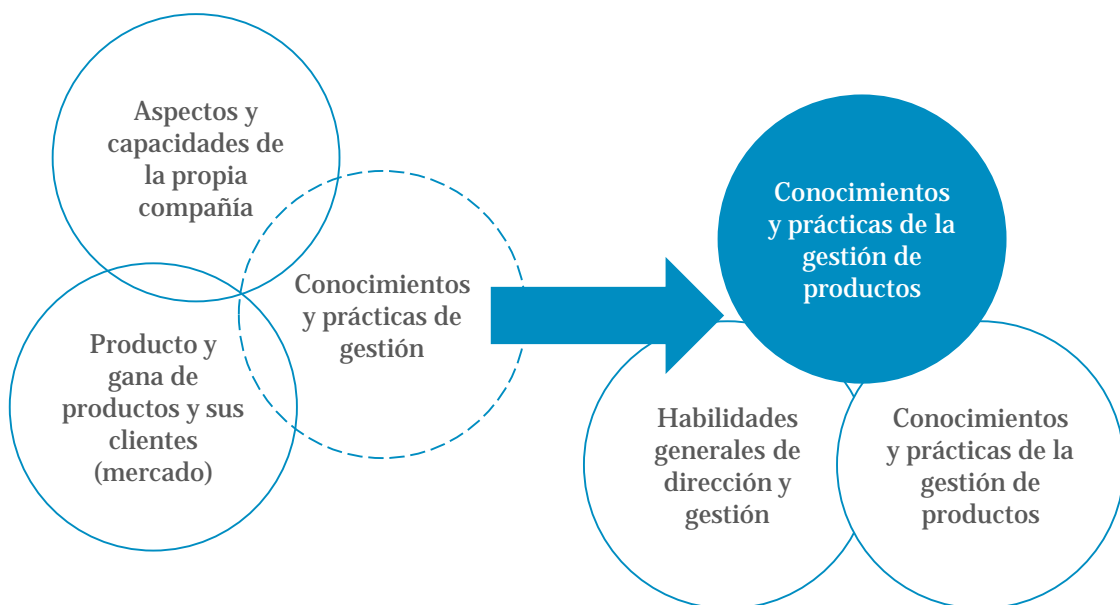 Aspectos y
capacidades de
la propia
compañía
Producto y
gana de
productos y sus
clientes
(mercado)
Conocimientos
y prácticas de
gestión
Conocimientos
y prácticas de la
gestión de
productos
Habilidades
generales de
dirección y
gestión
Conocimientos
y prácticas de la
gestión de
productos